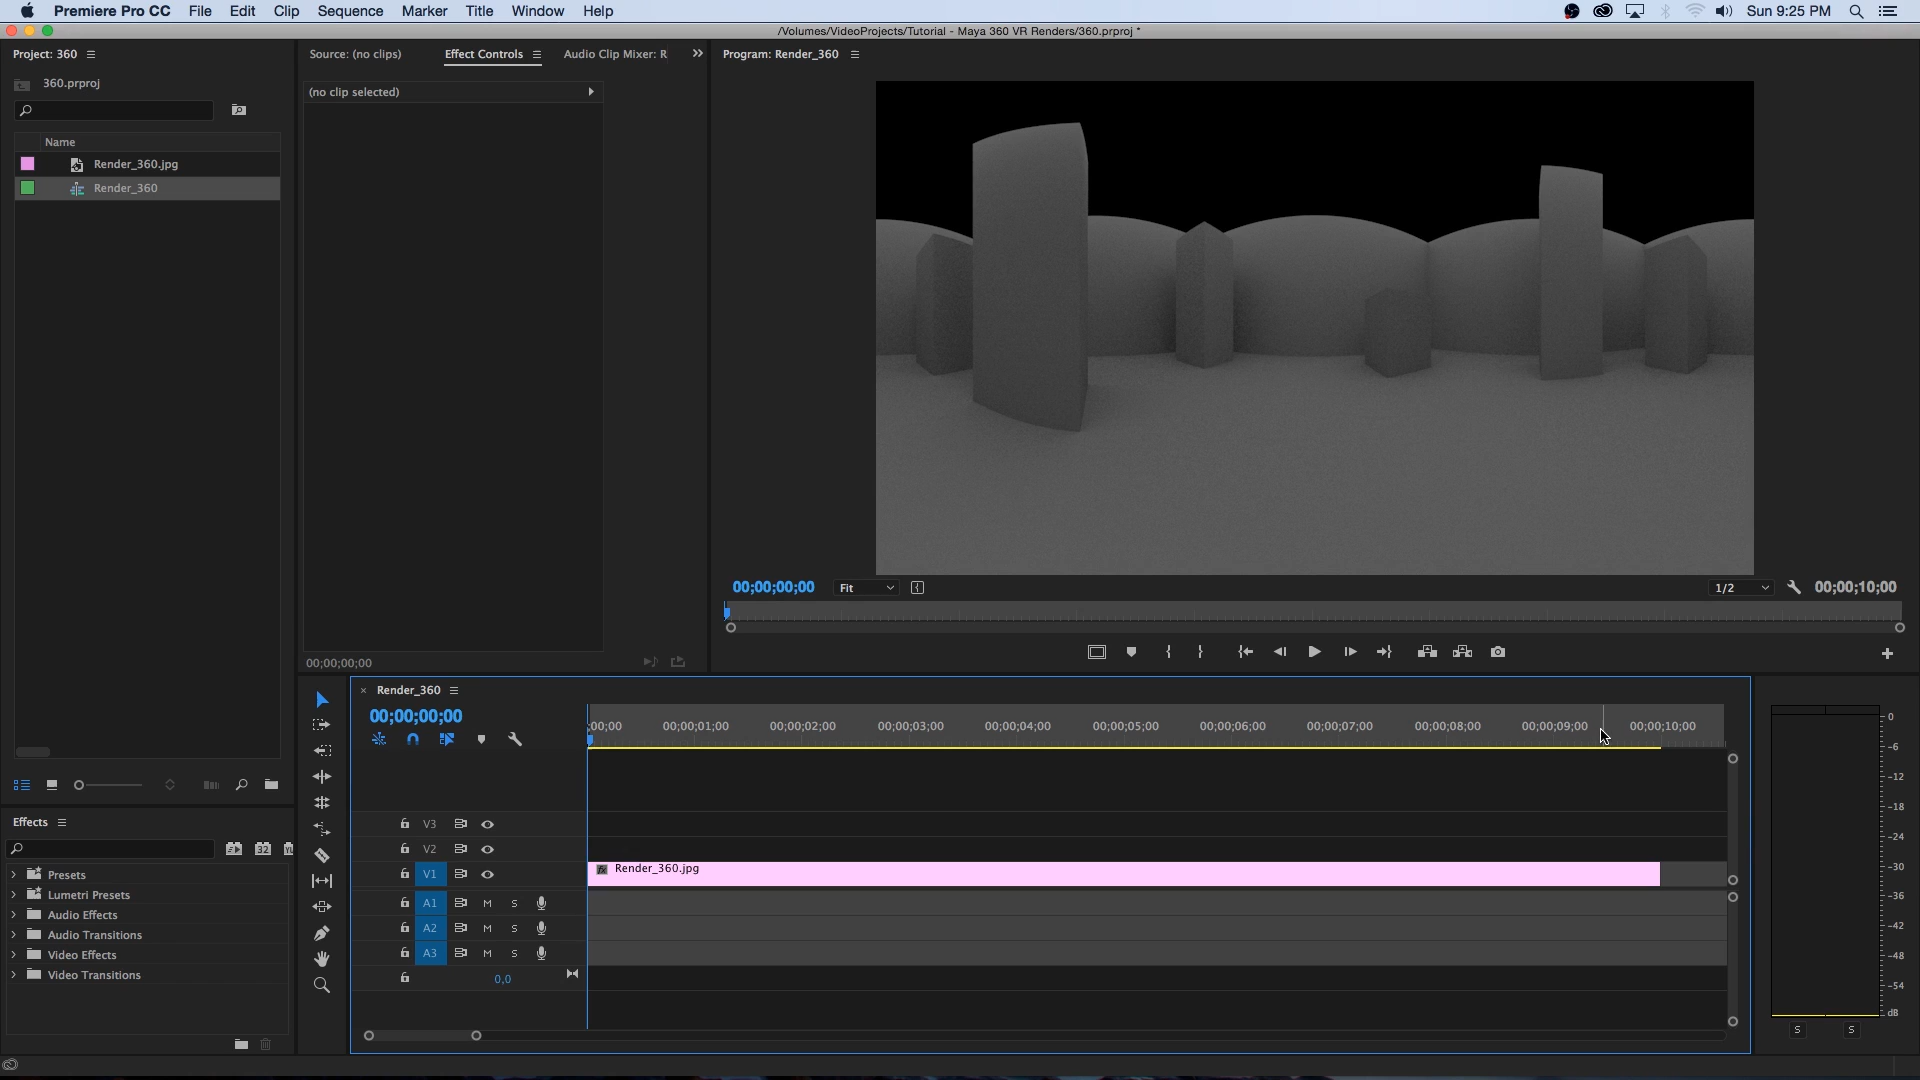 Premiere Pro CC File Edit Clip Sequence Marker Title Window Help Sun 9:25 PM
/Volumes/VideoProjects/Tutorial - Maya 360 VR Renders/360.prproj *
Project: 360
Source: (no clips)
Effect Controls
Audio Clip Mixer: R
Program: Render_360
360.prproj
(no clip selected)
Name
Render_360.jpg
Render_360
00;00;00;00
Fit
1/2
00;00;10;00
00;00;00;00
Render_360
00;00;00;00
;00;00 00;00;01;00 00;00;02;00 00;00;03;00 00;00;04;00 00;00;05;00 00;00;06;00 00;00;07;00 00;00;08;00 00;00;09;00 00;00;10;00
V3
V2
V1
Render_360.jpg
A1 M S
A2 M S
A3 M S
0,0
Effects
32
Presets
Lumetri Presets
Audio Effects
Audio Transitions
Video Effects
Video Transitions
0
-6
-12
-18
-24
-30
-36
-42
-48
-54
dB
S S